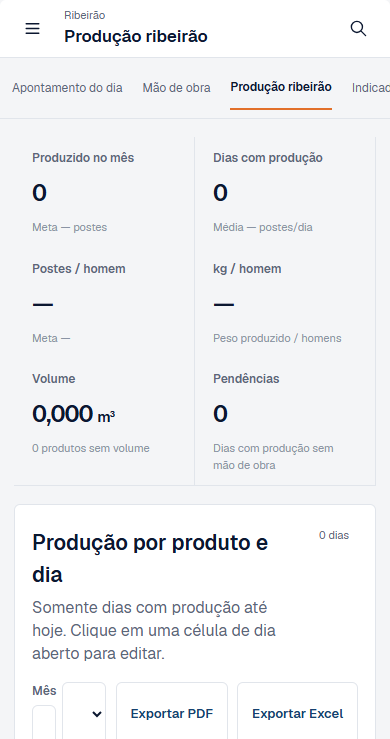 Ribeirão
Produção ribeirão
Apontamento do dia Mão de obra Produção ribeirão Indicac
Produzido no mês
0
Meta — postes
Dias com produção
0
Média — postes/dia
Postes / homem
—
Meta —
kg / homem
—
Peso produzido / homens
Volume
0,000 m³
0 produtos sem volume
Pendências
0
Dias com produção sem
mão de obra
Produção por produto e
dia
0 dias
Somente dias com produção até
hoje. Clique em uma célula de dia
aberto para editar.
Mês
Exportar PDF
Exportar Excel